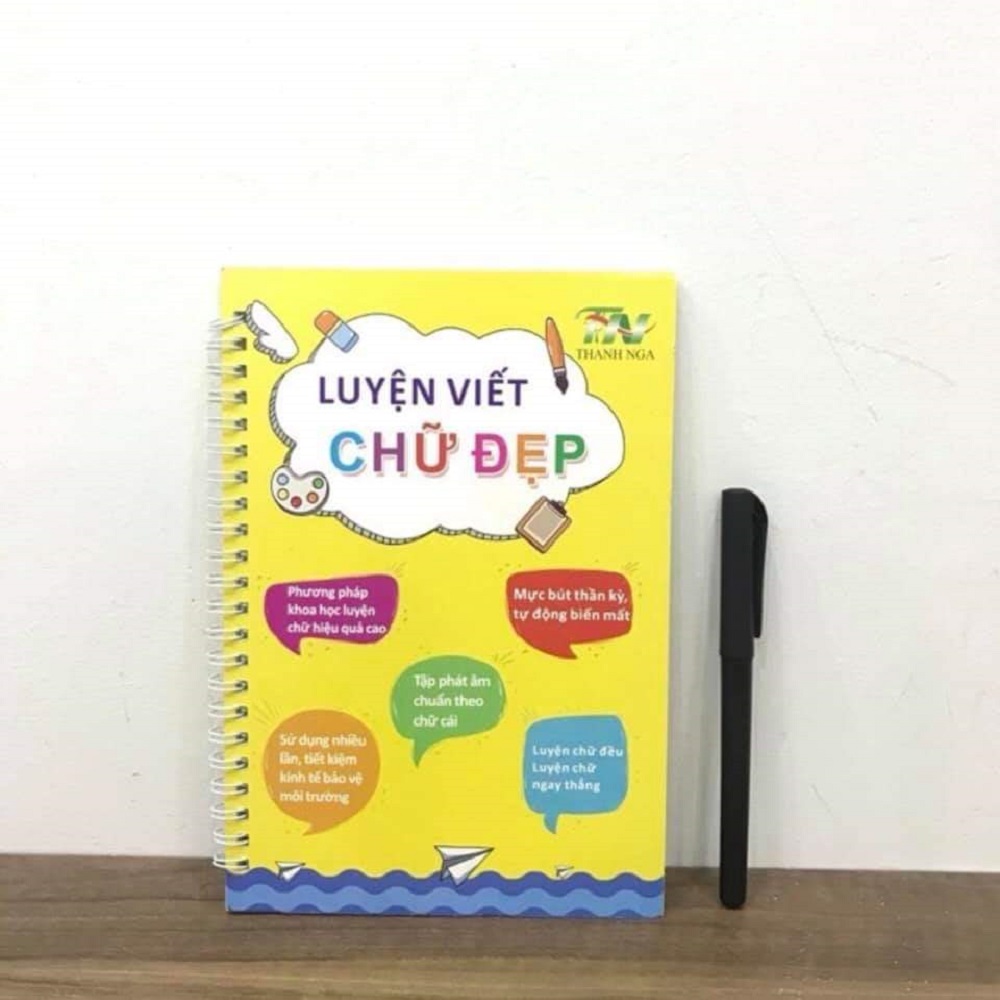 TN
THANH NGA
LUYỆN VIẾT
CHỮ ĐẸP
Phương pháp
khoa học luyện
chữ hiệu quả cao
Mực bút thần kỳ,
tự động biến mất
Tập phát âm
chuẩn theo
chữ cái
Sử dụng nhiều
lần, tiết kiệm
kinh tế bảo vệ
môi trường
Luyện chữ đều
Luyện chữ
ngay thẳng